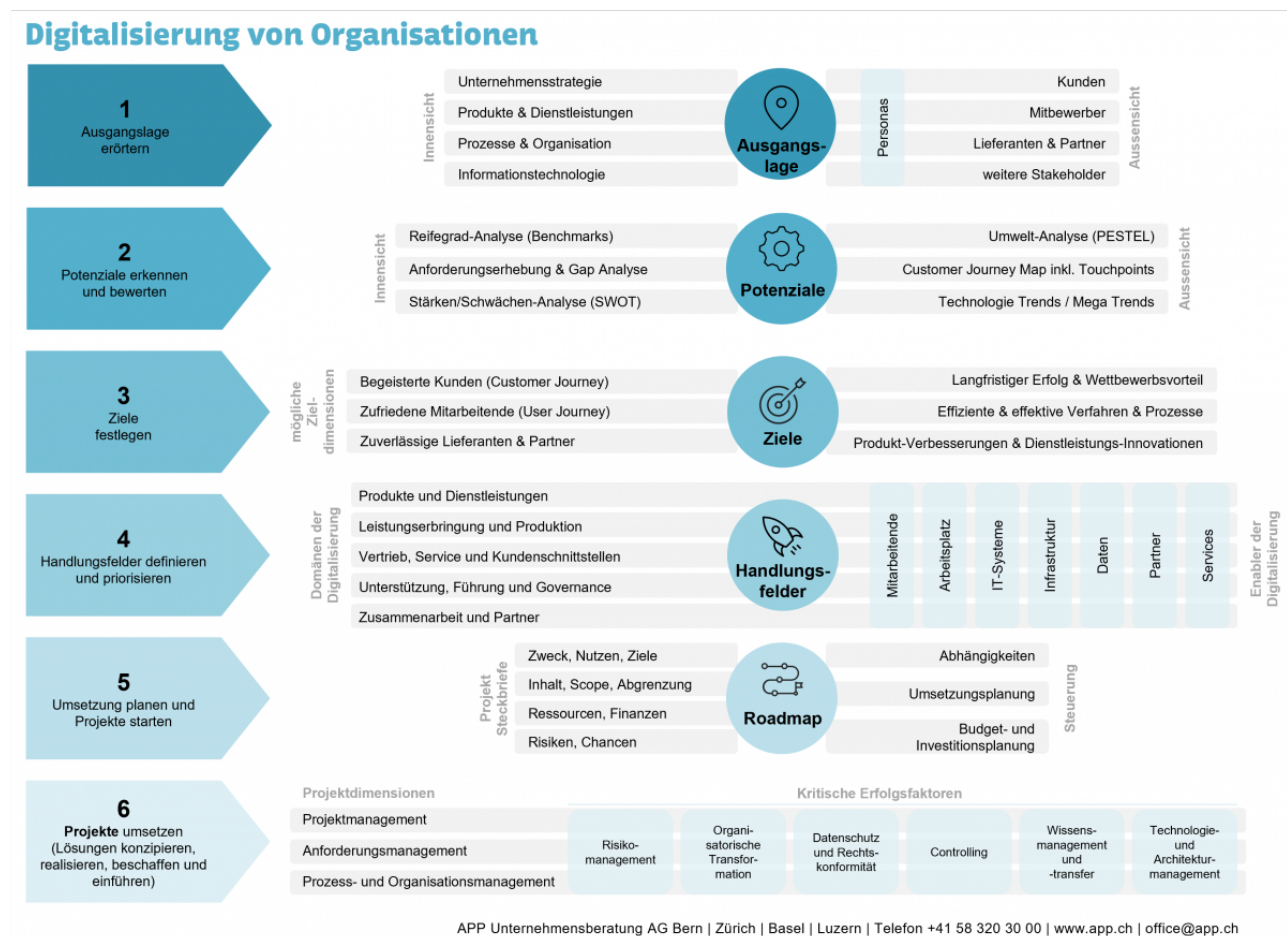 Digitalisierung von Organisationen
1
Ausgangslage
erörtern
Innensicht
Unternehmensstrategie
Produkte & Dienstleistungen
Prozesse & Organisation
Informationstechnologie
Ausgangs-
lage
Personas
Kunden
Mitbewerber
Lieferanten & Partner
weitere Stakeholder
Aussensicht
2
Potenziale erkennen
und bewerten
Innensicht
Reifegrad-Analyse (Benchmarks)
Anforderungserhebung & Gap Analyse
Stärken/Schwächen-Analyse (SWOT)
Potenziale
Umwelt-Analyse (PESTEL)
Customer Journey Map inkl. Touchpoints
Technologie Trends / Mega Trends
Aussensicht
3
Ziele
festlegen
mögliche
Ziel-
dimensionen
Begeisterte Kunden (Customer Journey)
Zufriedene Mitarbeitende (User Journey)
Zuverlässige Lieferanten & Partner
Ziele
Langfristiger Erfolg & Wettbewerbsvorteil
Effiziente & effektive Verfahren & Prozesse
Produkt-Verbesserungen & Dienstleistungs-Innovationen
4
Handlungsfelder definieren
und priorisieren
Domänen der
Digitalisierung
Produkte und Dienstleistungen
Leistungserbringung und Produktion
Vertrieb, Service und Kundenschnittstellen
Unterstützung, Führung und Governance
Zusammenarbeit und Partner
Handlungs-
felder
Mitarbeitende
Arbeitsplatz
IT-Systeme
Infrastruktur
Daten
Partner
Services
Enabler der
Digitalisierung
5
Umsetzung planen und
Projekte starten
Projekt
Steckbriefe
Zweck, Nutzen, Ziele
Inhalt, Scope, Abgrenzung
Ressourcen, Finanzen
Risiken, Chancen
Roadmap
Abhängigkeiten
Umsetzungsplanung
Budget- und
Investitionsplanung
Steuerung
6
Projekte umsetzen
(Lösungen konzipieren,
realisieren, beschaffen und
einführen)
Projektdimensionen
Projektmanagement
Anforderungsmanagement
Prozess- und Organisationsmanagement
Kritische Erfolgsfaktoren
Risiko-
management
Organi-
satorische
Transfor-
mation
Datenschutz
und Rechts-
konformität
Controlling
Wissens-
management
und
-transfer
Technologie-
und
Architektur-
management
APP Unternehmensberatung AG Bern | Zürich | Basel | Luzern | Telefon +41 58 320 30 00 | www.app.ch | office@app.ch